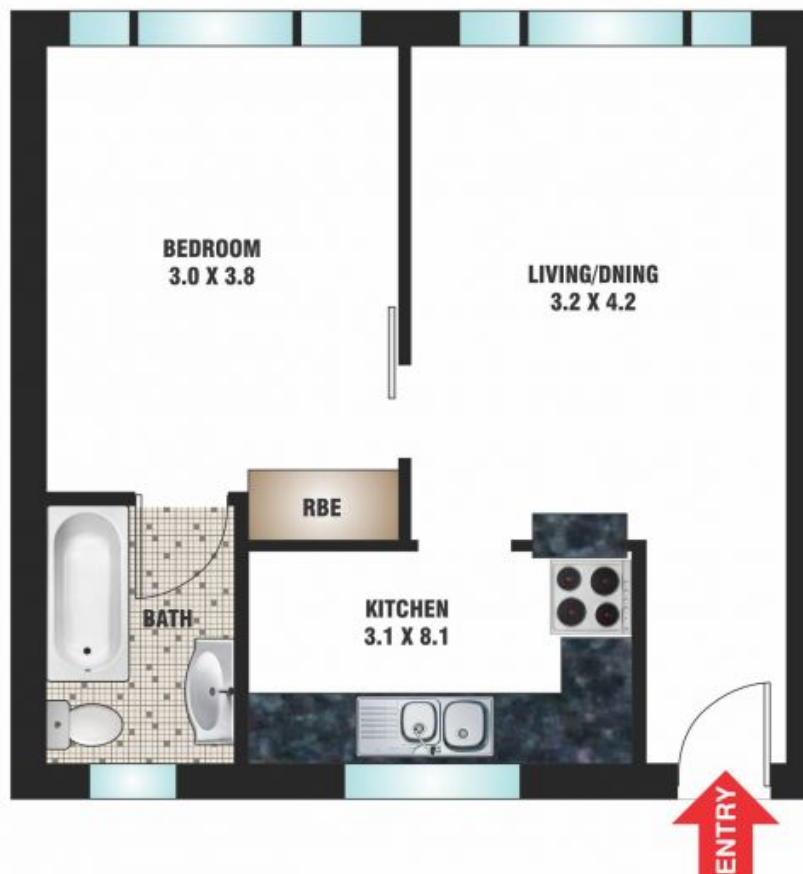 BEDROOM
3.0 X 3.8
LIVING/DNING
3.2 X 4.2
RBE
BATH
KITCHEN
3.1 X 8.1
ENTRY